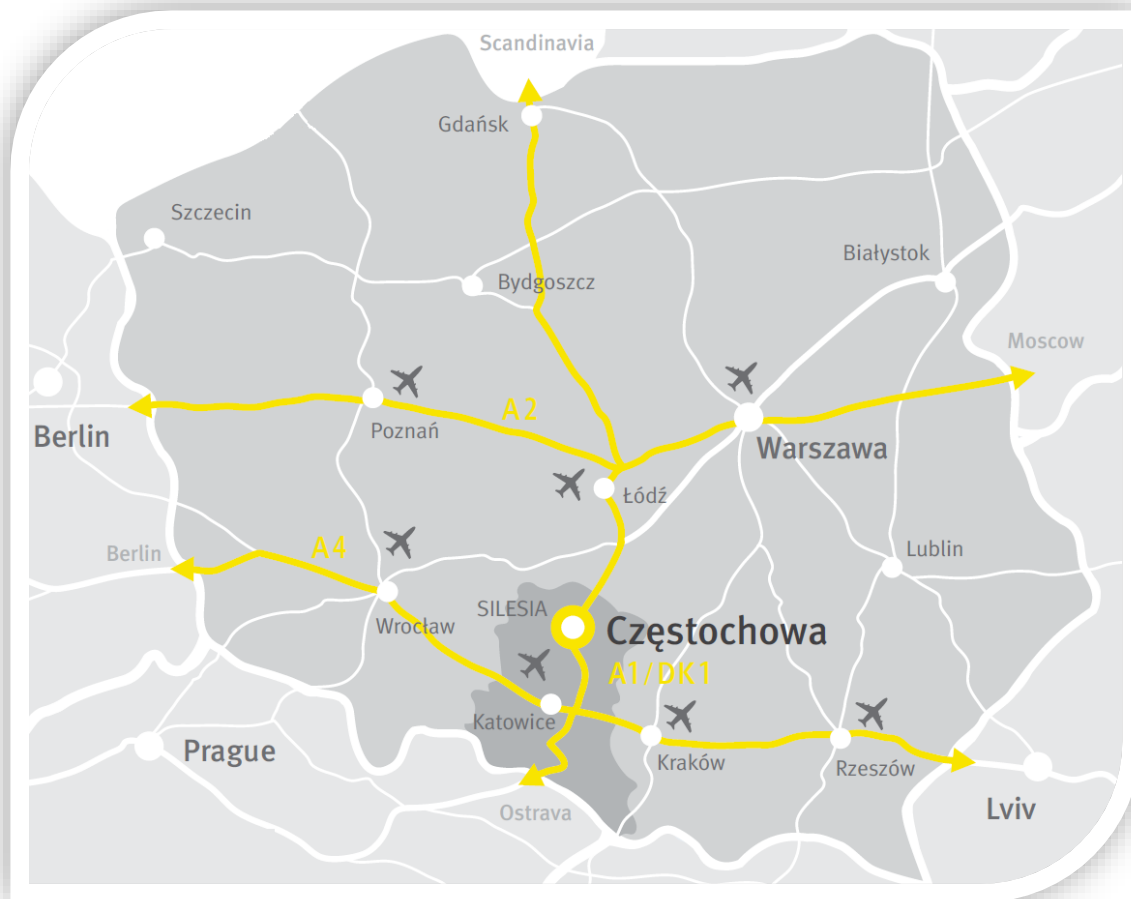 Scandinavia
Gdańsk
Szczecin
Białystok
Bydgoszcz
Moscow
A2
Berlin
Poznań
Warszawa
Łódź
A4
Berlin
Lublin
SILESIA
Wrocław
Częstochowa
A1/DK1
Katowice
Prague
Kraków
Rzeszów
Ostrava
Lviv